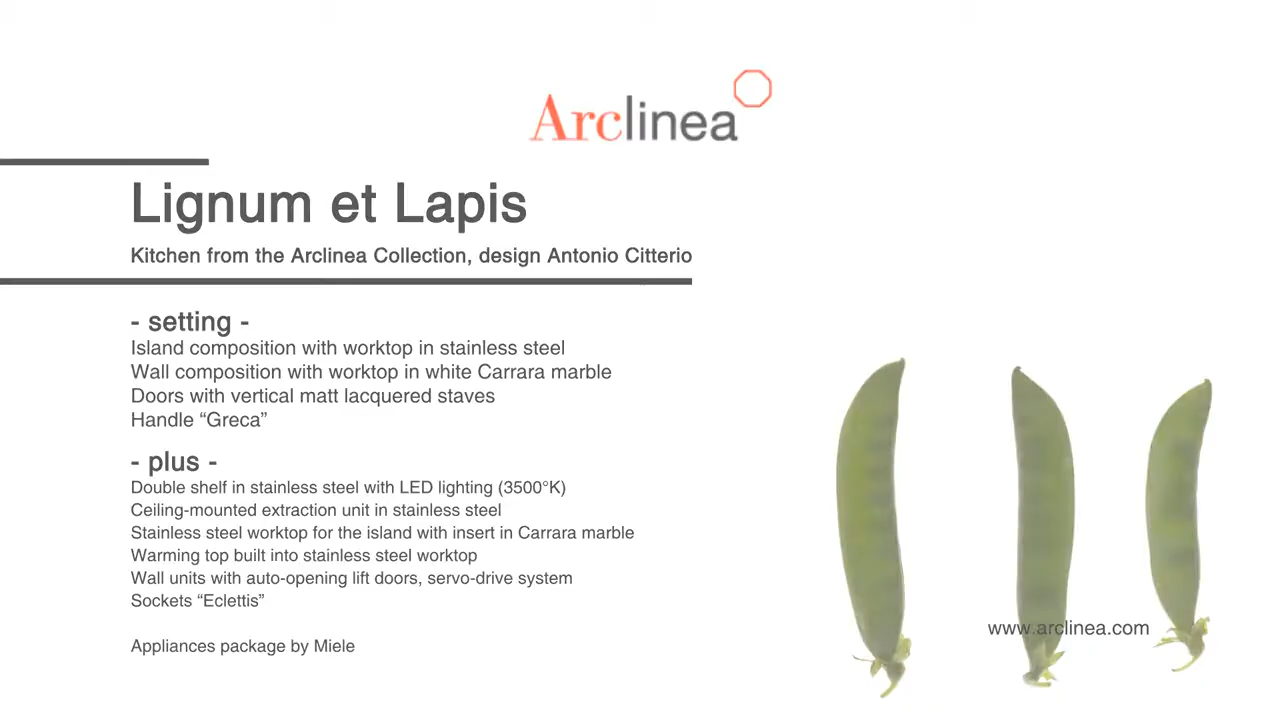 Arclinea
Lignum et Lapis
Kitchen from the Arclinea Collection, design Antonio Citterio
- setting -
Island composition with worktop in stainless steel
Wall composition with worktop in white Carrara marble
Doors with vertical matt lacquered staves
Handle “Greca”
- plus -
Double shelf in stainless steel with LED lighting (3500°K)
Ceiling-mounted extraction unit in stainless steel
Stainless steel worktop for the island with insert in Carrara marble
Warming top built into stainless steel worktop
Wall units with auto-opening lift doors, servo-drive system
Sockets “Eclettis”
Appliances package by Miele
www.arclinea.com